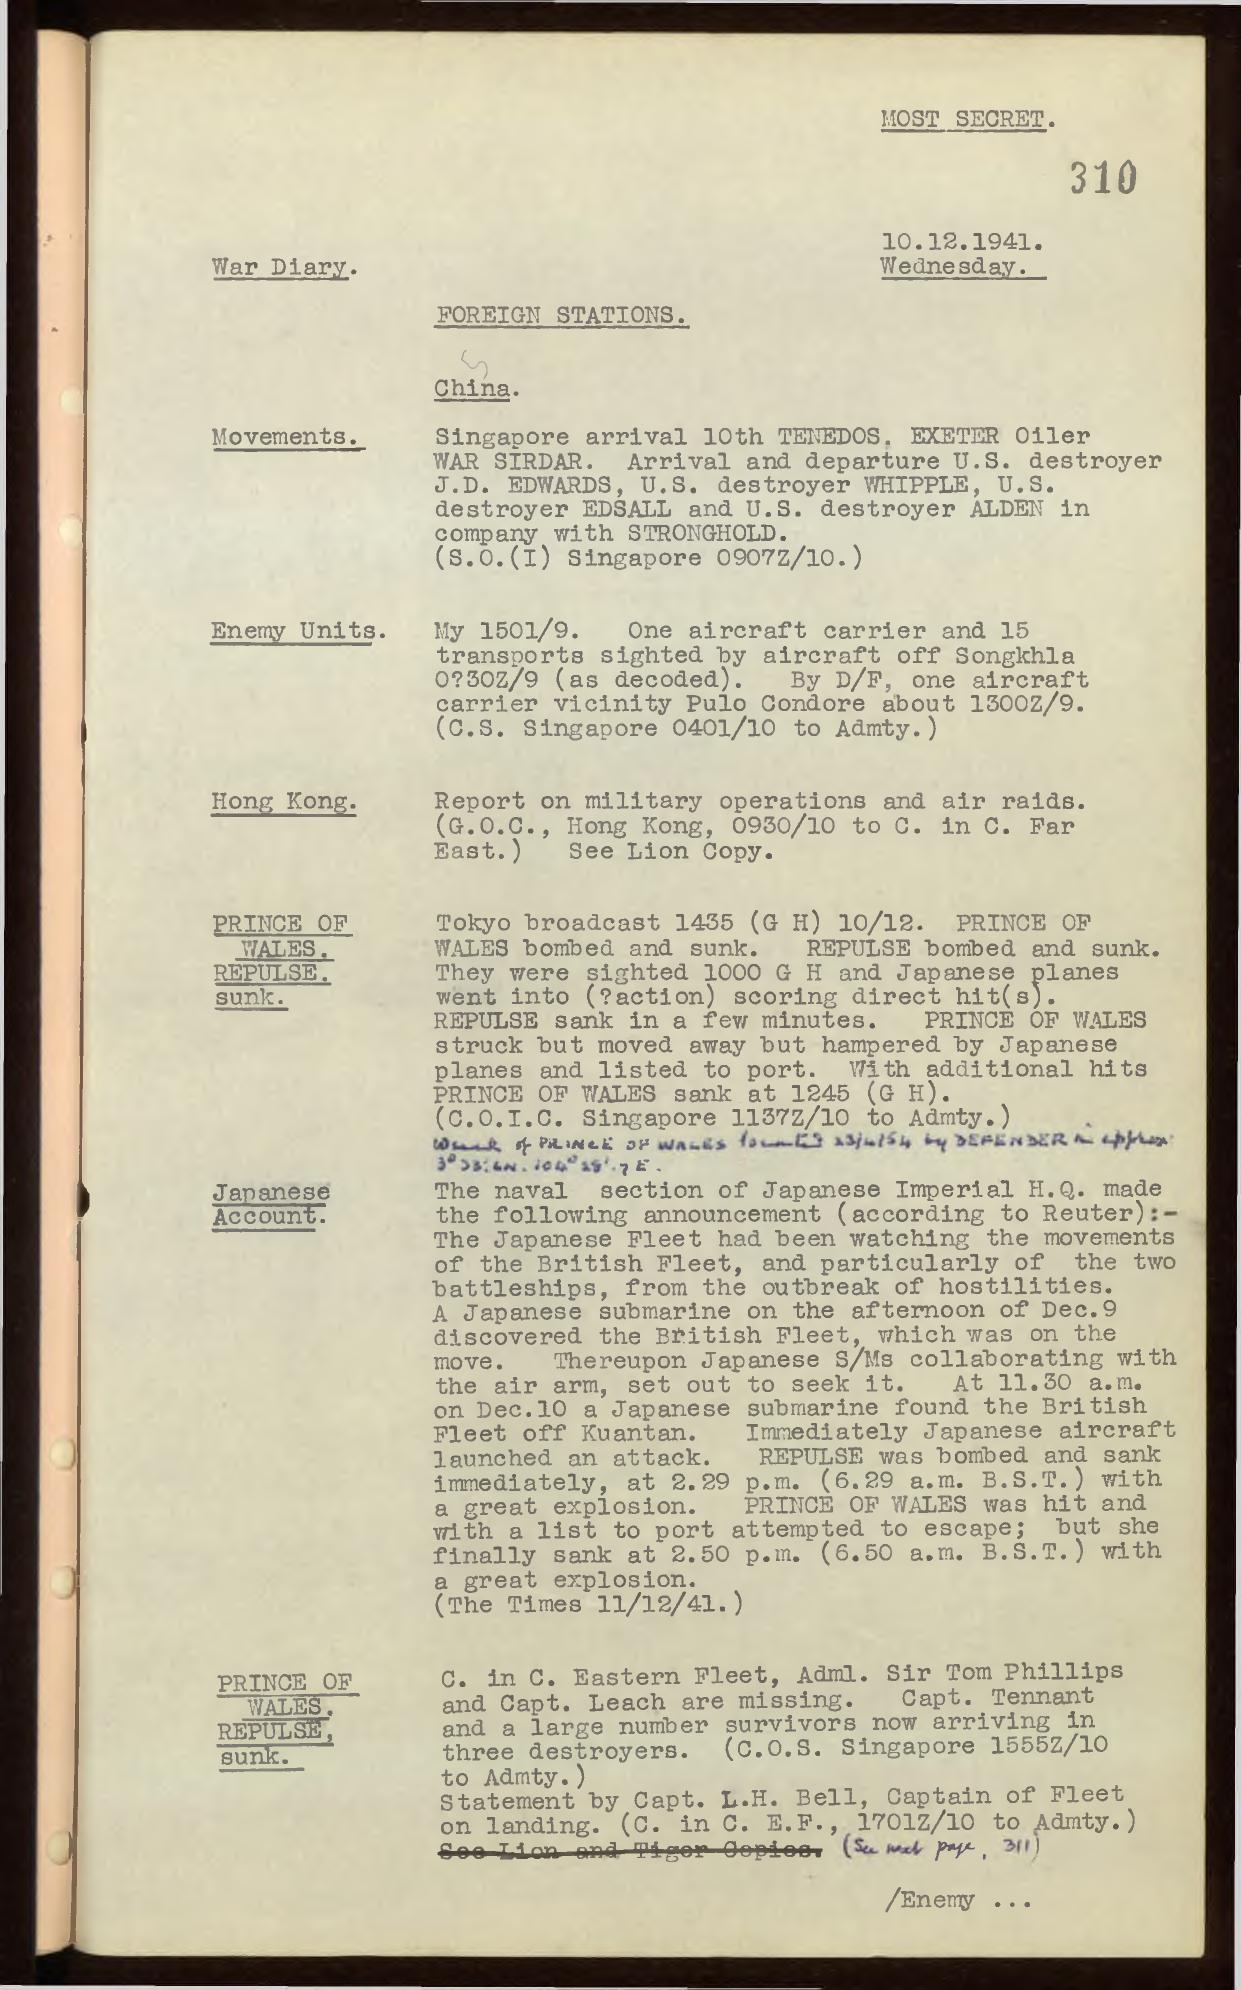 MOST SECRET.
310
10.12.1941.
War Diary.
Wednesday.
FOREIGN STATIONS.
China.
Movements.
Singapore arrival 10th TENEDOS, EXETER Oiler
WAR SIRDAR. Arrival and departure U.S. destroyer
J.D. EDWARDS, U.S. destroyer WHIPPLE, U.S.
destroyer EDSALL and U.S. destroyer ALDEN in
company with STRONGHOLD.
(S.O.(I) Singapore 0907Z/10.)
Enemy Units.
My 1501/9. One aircraft carrier and 15
transports sighted by aircraft off Songkhla
0?30Z/9 (as decoded). By D/F, one aircraft
carrier vicinity Pulo Condore about 1300Z/9.
(C.S. Singapore 0401/10 to Admty.)
Hong Kong.
Report on military operations and air raids.
(G.O.C., Hong Kong, 0930/10 to C. in C. Far
East.) See Lion Copy.
PRINCE OF
WALES.
REPULSE.
sunk.
Tokyo broadcast 1435 (G H) 10/12. PRINCE OF
WALES bombed and sunk. REPULSE bombed and sunk.
They were sighted 1000 G H and Japanese planes
went into (?action) scoring direct hit(s).
REPULSE sank in a few minutes. PRINCE OF WALES
struck but moved away but hampered by Japanese
planes and listed to port. With additional hits
PRINCE OF WALES sank at 1245 (G H).
(C.O.I.C. Singapore 1137Z/10 to Admty.)
of PRINCE OF WALES located by DEFENDER approx
Japanese
Account.
The naval section of Japanese Imperial H.Q. made
the following announcement (according to Reuter):-
The Japanese Fleet had been watching the movements
of the British Fleet, and particularly of the two
battleships, from the outbreak of hostilities.
A Japanese submarine on the afternoon of Dec.9
discovered the British Fleet, which was on the
move. Thereupon Japanese S/Ms collaborating with
the air arm, set out to seek it. At 11.30 a.m.
on Dec.10 a Japanese submarine found the British
Fleet off Kuantan. Immediately Japanese aircraft
launched an attack. REPULSE was bombed and sank
immediately, at 2.29 p.m. (6.29 a.m. B.S.T.) with
a great explosion. PRINCE OF WALES was hit and
with a list to port attempted to escape; but she
finally sank at 2.50 p.m. (6.50 a.m. B.S.T.) with
a great explosion.
(The Times 11/12/41.)
PRINCE OF
WALES,
REPULSE,
sunk.
C. in C. Eastern Fleet, Adml. Sir Tom Phillips
and Capt. Leach are missing. Capt. Tennant
and a large number survivors now arriving in
three destroyers. (C.O.S. Singapore 1555Z/10
to Admty.)
Statement by Capt. L.H. Bell, Captain of Fleet
on landing. (C. in C. E.F., 1701Z/10 to Admty.)
See Lion and Tiger Copies. (See next page, 311)
/Enemy ...